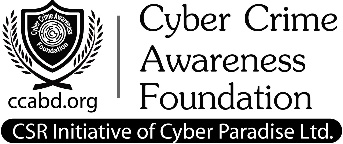 Cyber Crime Awareness
Foundation
ccabd.org
Cyber Crime
Awareness
Foundation
CSR Initiative of Cyber Paradise Ltd.